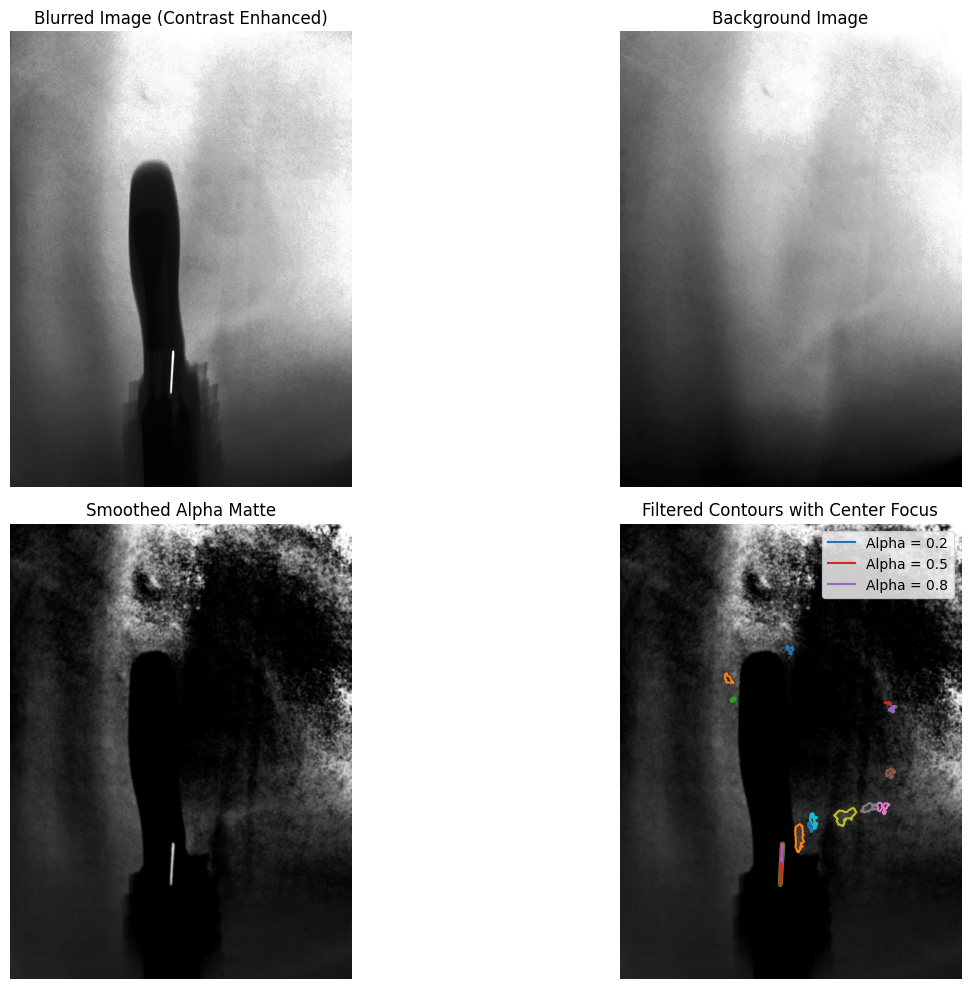 Blurred Image (Contrast Enhanced)
Background Image
Smoothed Alpha Matte
Filtered Contours with Center Focus
Alpha = 0.2
Alpha = 0.5
Alpha = 0.8